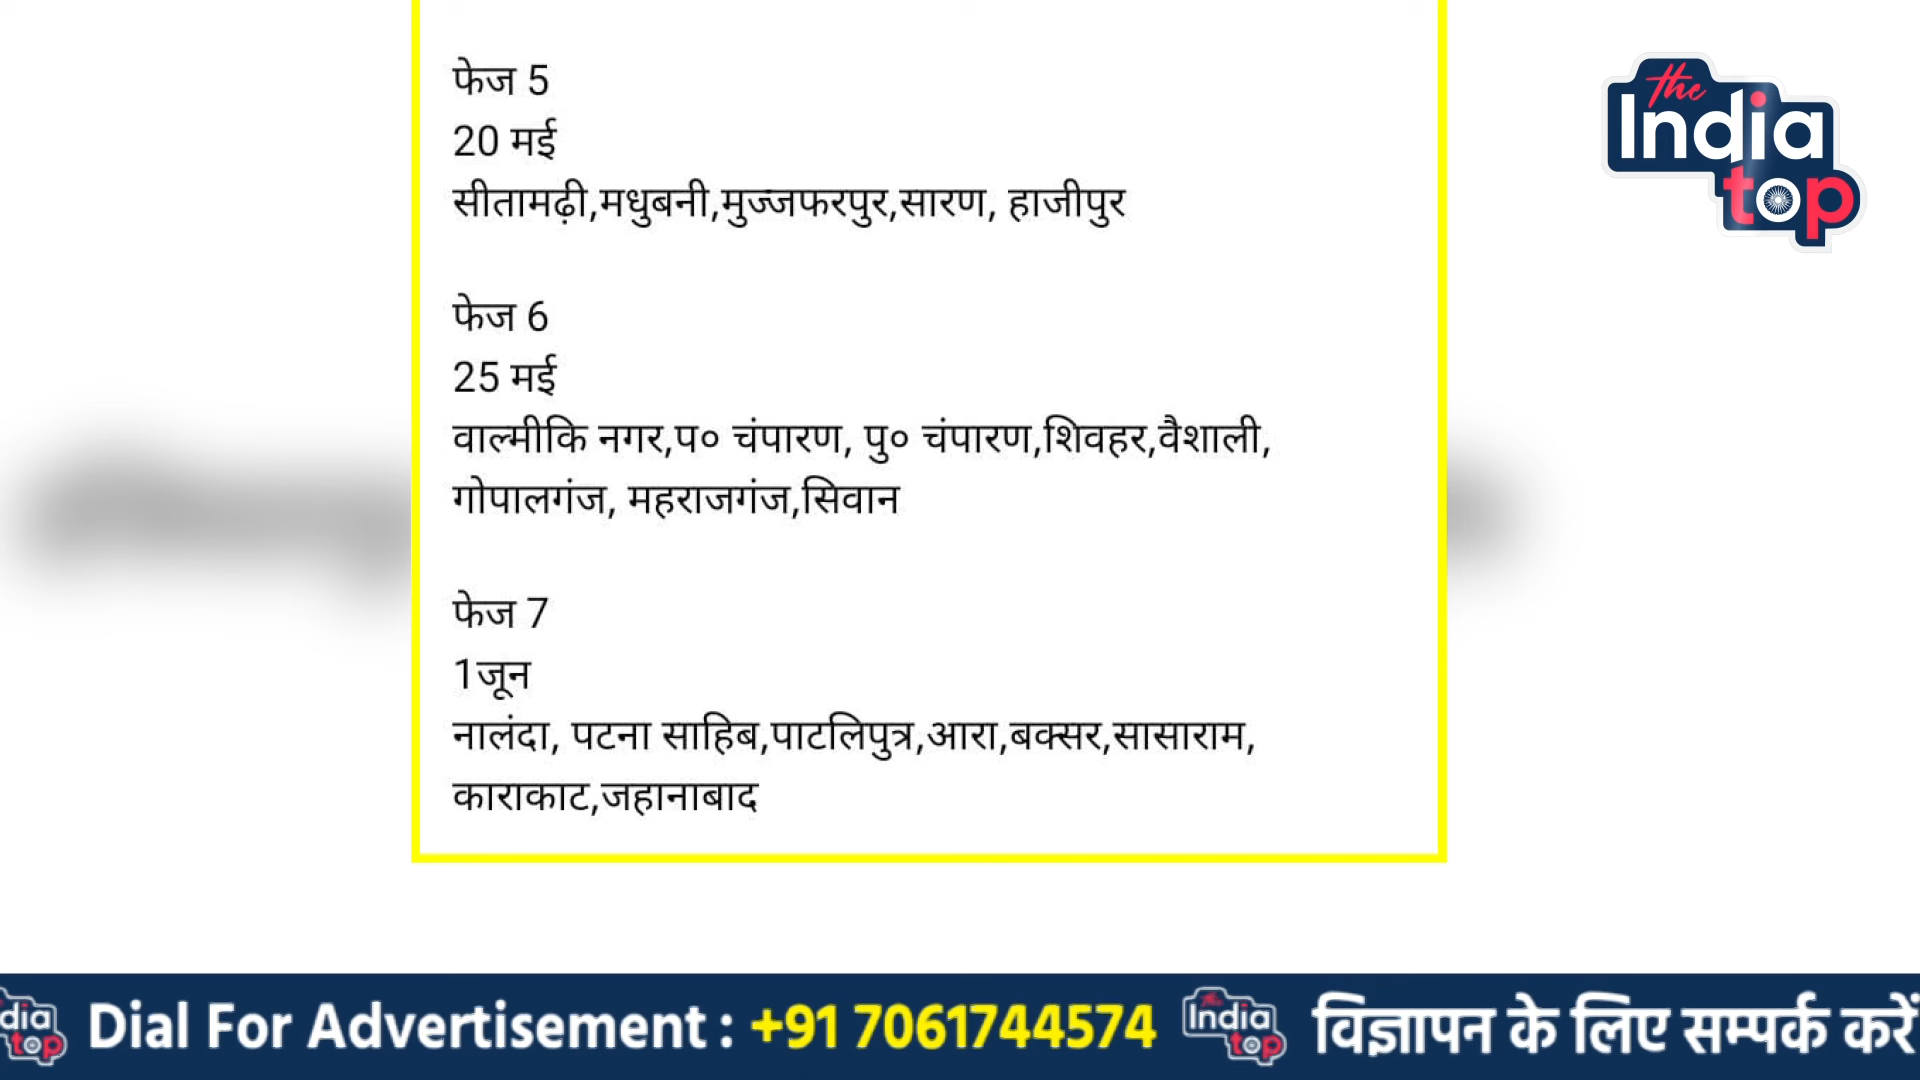 फेज 5
20 मई
सीतामढ़ी,मधुबनी,मुज्जफरपुर,सारण, हाजीपुर
फेज 6
25 मई
वाल्मीकि नगर,प० चंपारण, पु० चंपारण,शिवहर,वैशाली,
गोपालगंज, महराजगंज,सिवान
फेज 7
1जून
नालंदा, पटना साहिब,पाटलिपुत्र,आरा,बक्सर,सासाराम,
काराकाट,जहानाबाद
the
India
top
dia
top
Dial For Advertisement : +91 7061744574
the
India
top
विज्ञापन के लिए सम्पर्क करें